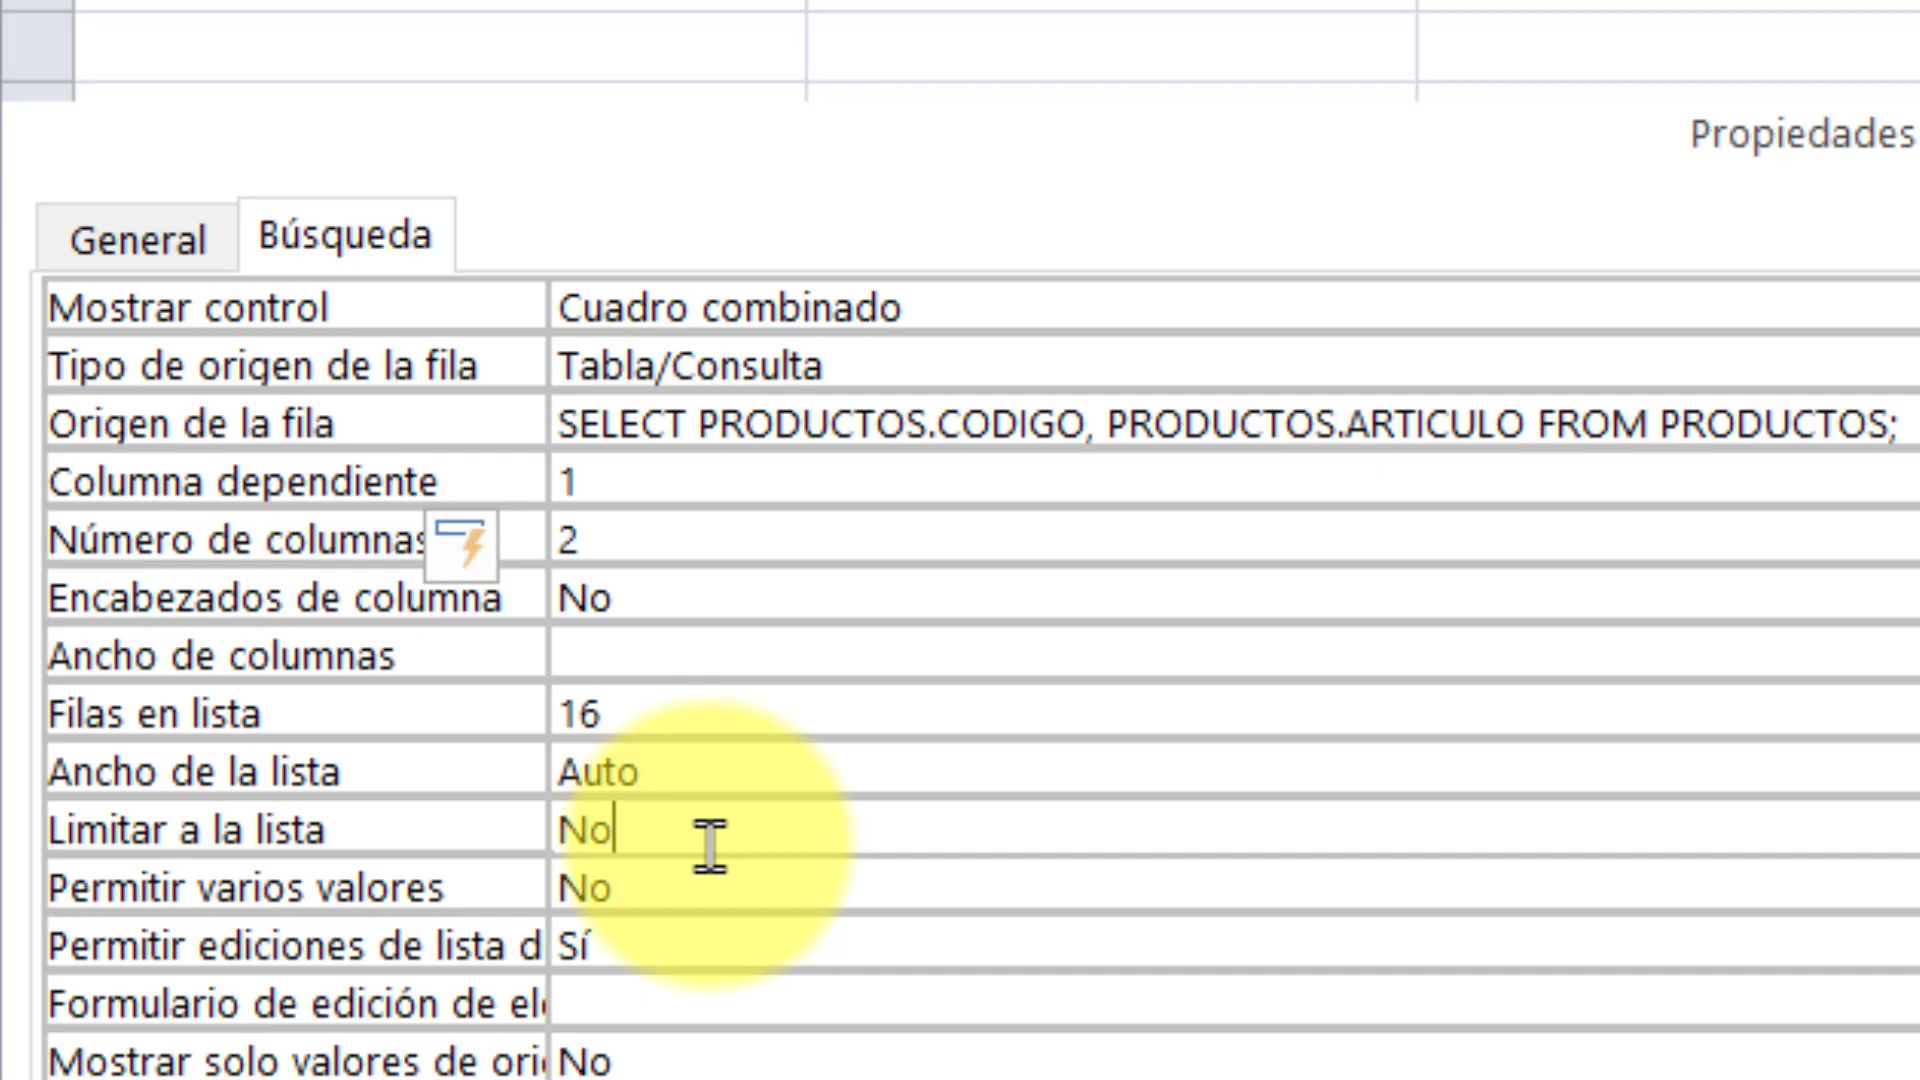 Propiedades
General Búsqueda
Mostrar control Cuadro combinado
Tipo de origen de la fila Tabla/Consulta
Origen de la fila SELECT PRODUCTOS.CODIGO, PRODUCTOS.ARTICULO FROM PRODUCTOS;
Columna dependiente 1
Número de columnas 2
Encabezados de columna No
Ancho de columnas
Filas en lista 16
Ancho de la lista Auto
Limitar a la lista No
Permitir varios valores No
Permitir ediciones de lista d Sí
Formulario de edición de el
Mostrar solo valores de ori No